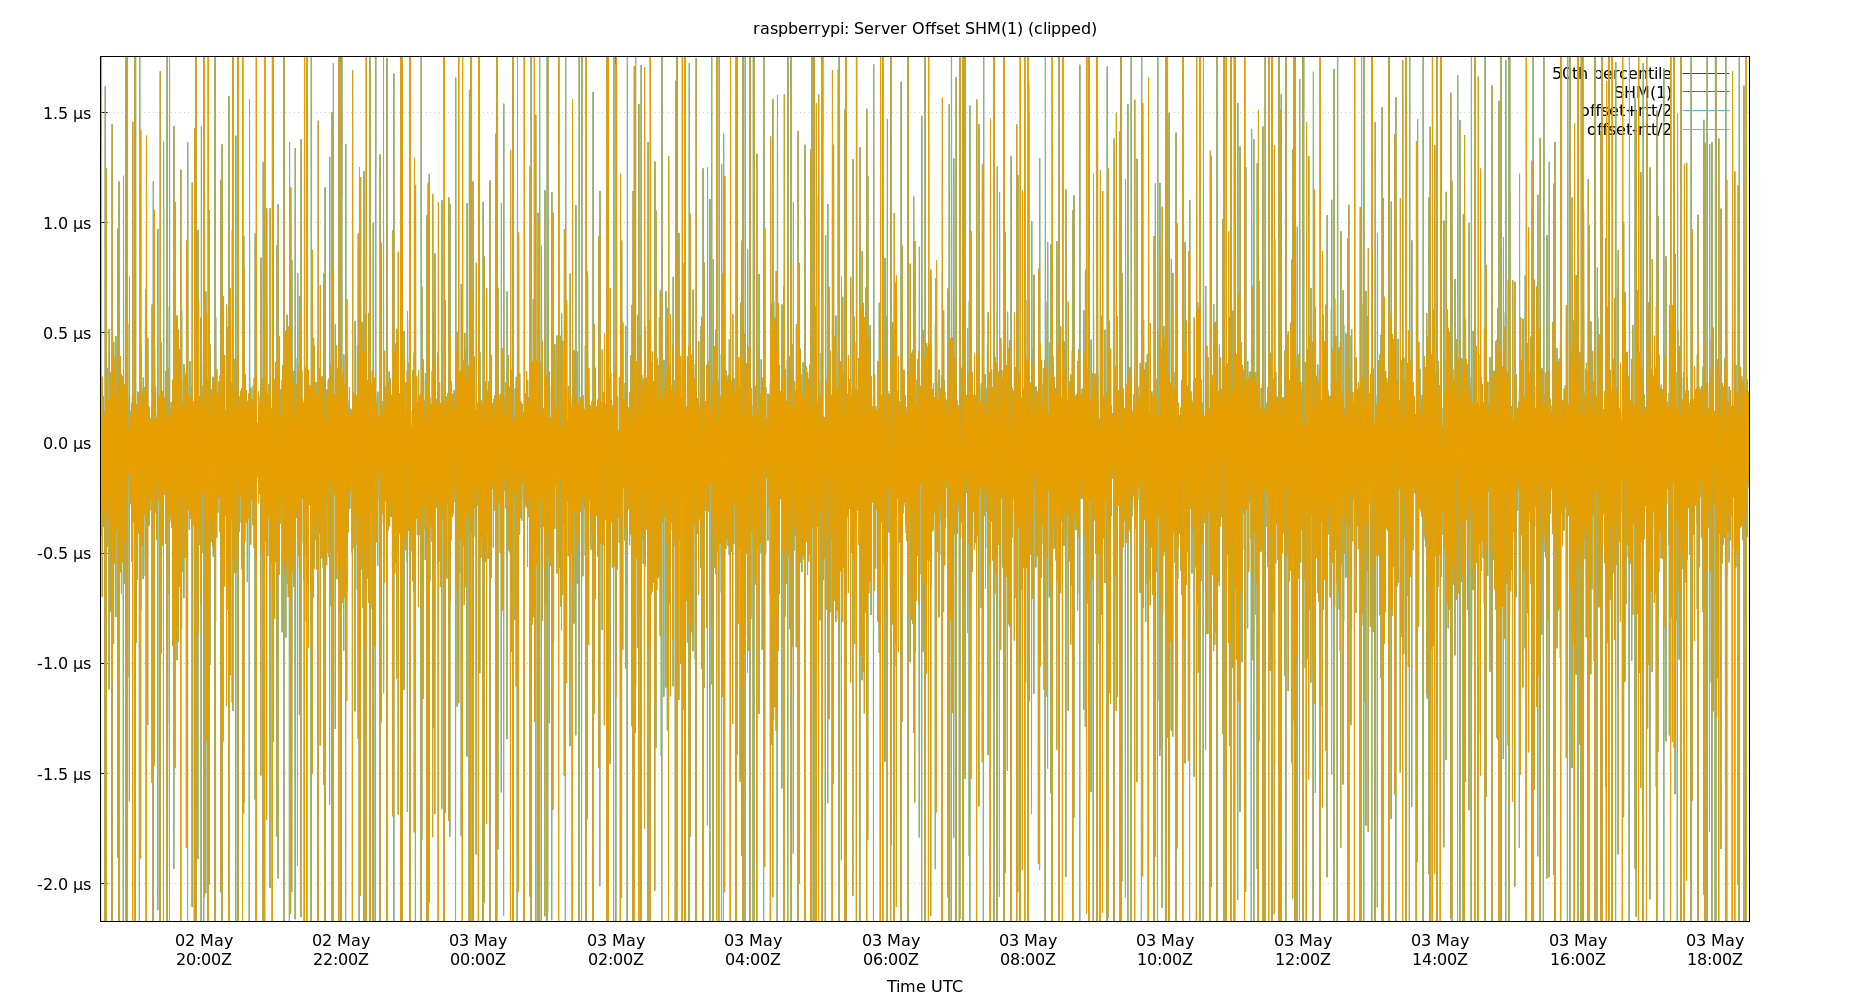 raspberrypi: Server Offset SHM(1) (clipped)
50th percentile
SHM(1)
offset+rtt/2
offset-rtt/2
1.5 µs
1.0 µs
0.5 µs
0.0 µs
-0.5 µs
-1.0 µs
-1.5 µs
-2.0 µs
02 May 02 May 03 May 03 May 03 May 03 May 03 May 03 May 03 May 03 May 03 May 03 May
20:00Z 22:00Z 00:00Z 02:00Z 04:00Z 06:00Z 08:00Z 10:00Z 12:00Z 14:00Z 16:00Z 18:00Z
Time UTC